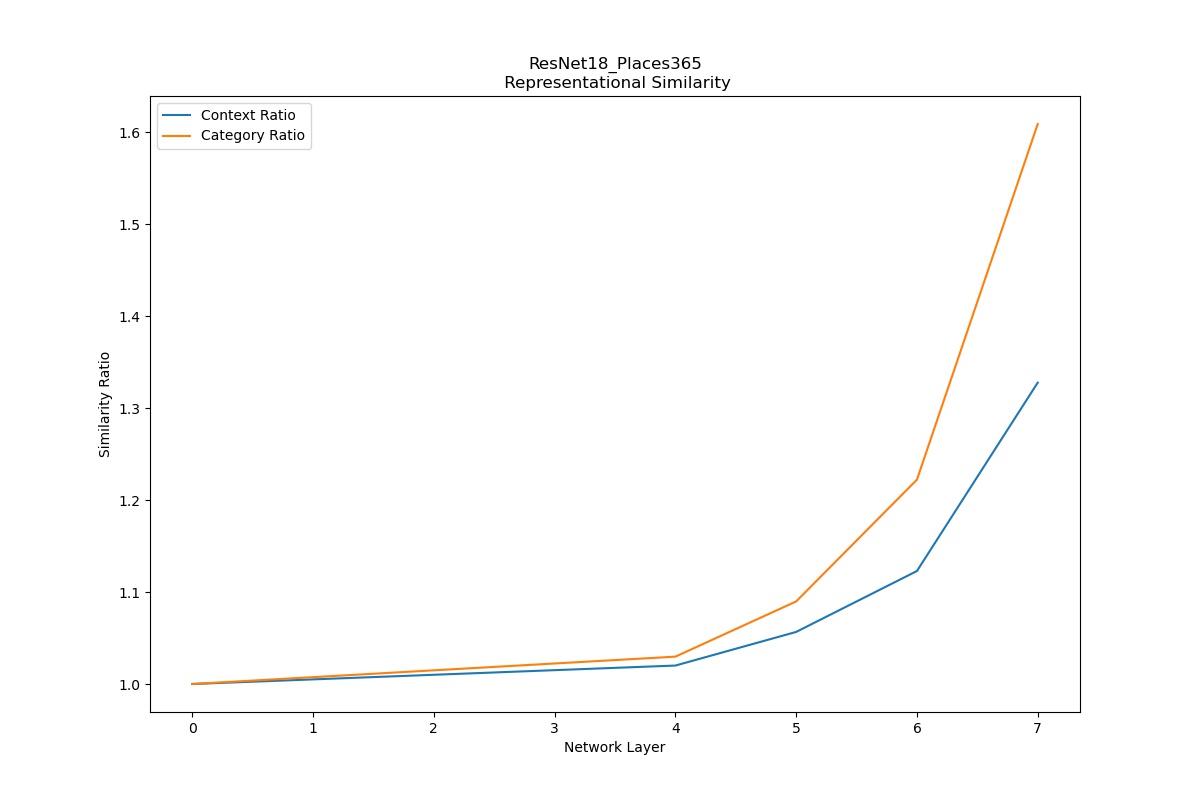 ResNet18_Places365
Representational Similarity
Context Ratio
Category Ratio
1.6
1.5
1.4
1.3
1.2
1.1
1.0
Similarity Ratio
0 1 2 3 4 5 6 7
Network Layer